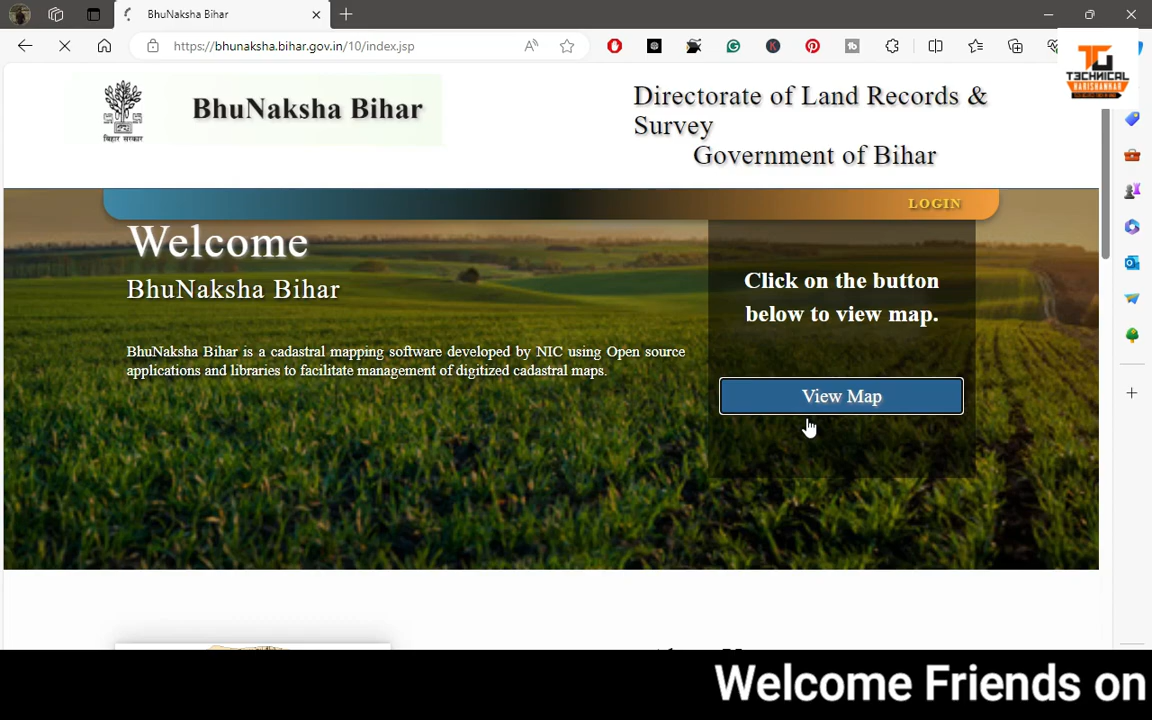 BhuNaksha Bihar
https://bhunaksha.bihar.gov.in/10/index.jsp
TECHNICAL
HARISHANKAR
बिहार सरकार
BhuNaksha Bihar
Directorate of Land Records &
Survey
Government of Bihar
LOGIN
Welcome
BhuNaksha Bihar
BhuNaksha Bihar is a cadastral mapping software developed by NIC using Open source
applications and libraries to facilitate management of digitized cadastral maps.
Click on the button
below to view map.
View Map
Welcome Friends on